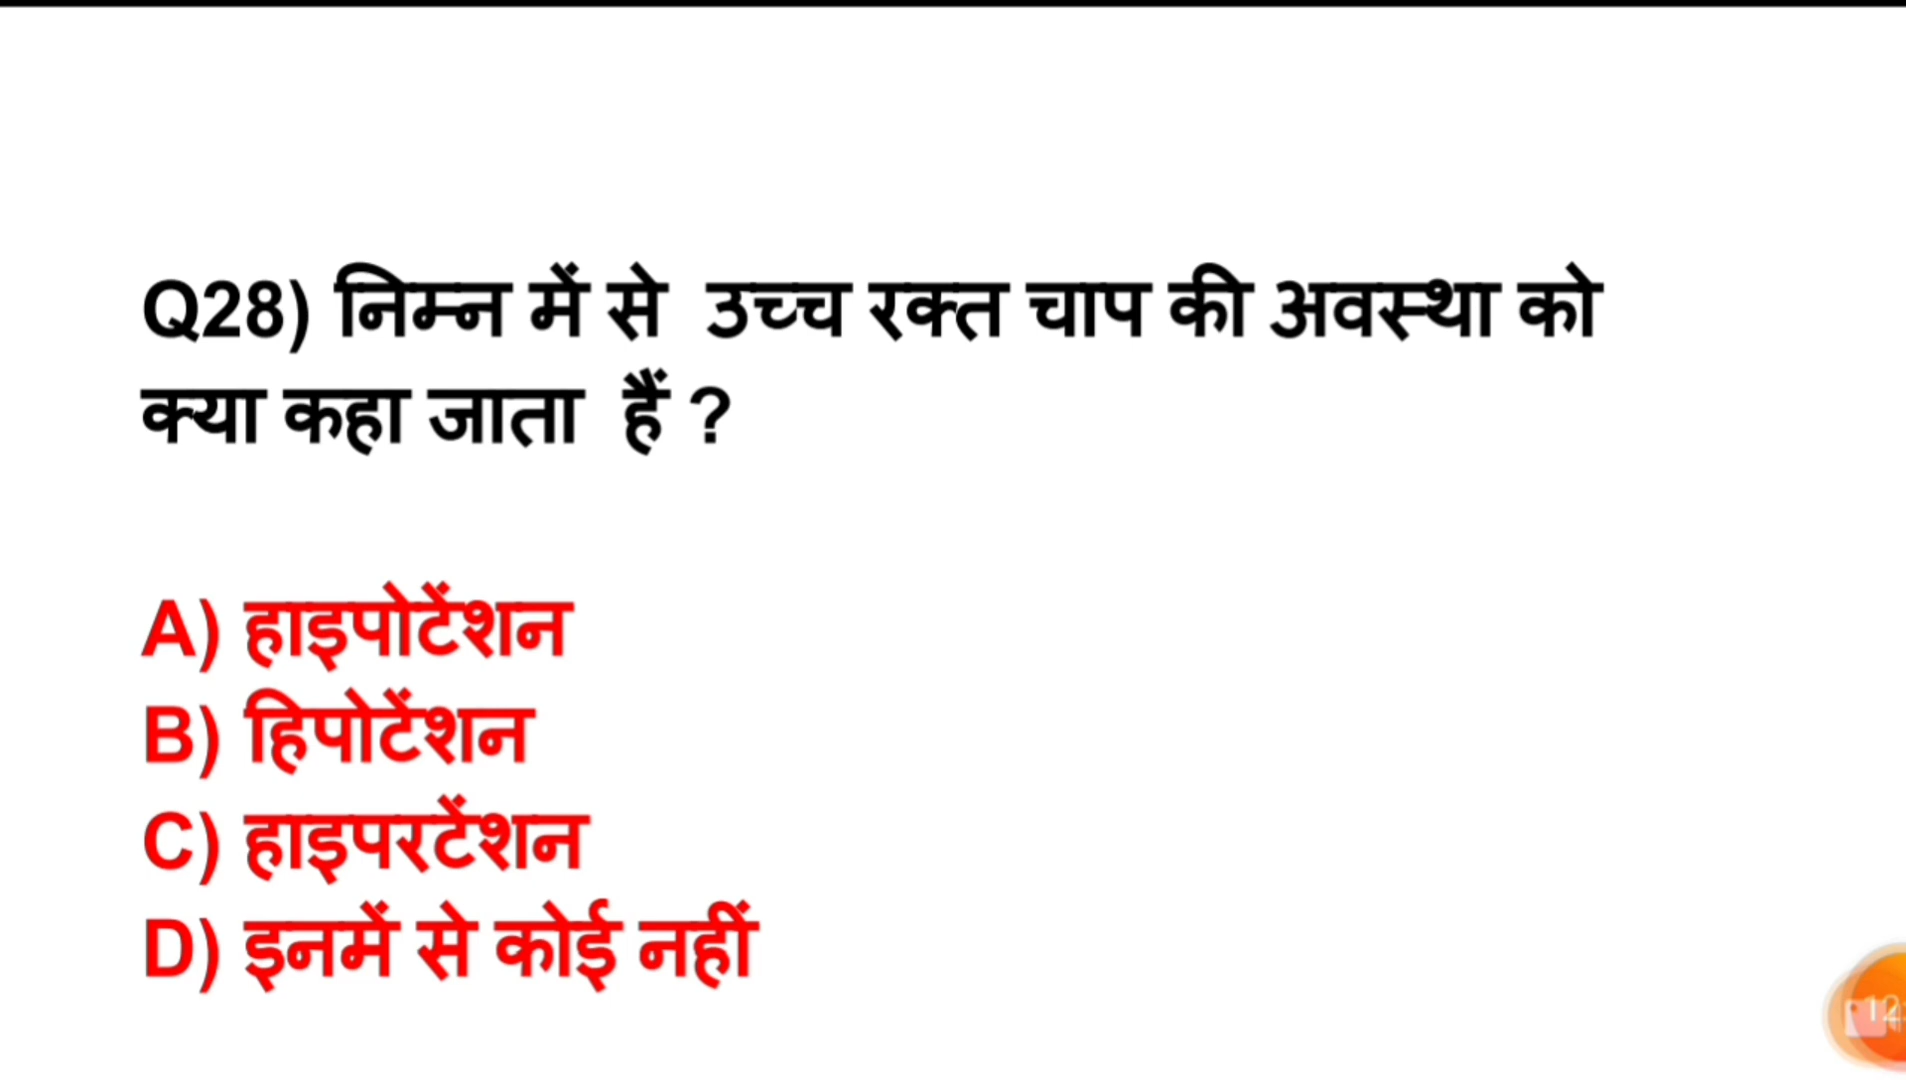 Q28) निम्न में से  उच्च रक्त चाप की अवस्था को
क्या कहा जाता  हैं ?
A) हाइपोटेंशन
B) हिपोटेंशन
C) हाइपरटेंशन
D) इनमें से कोई नहीं